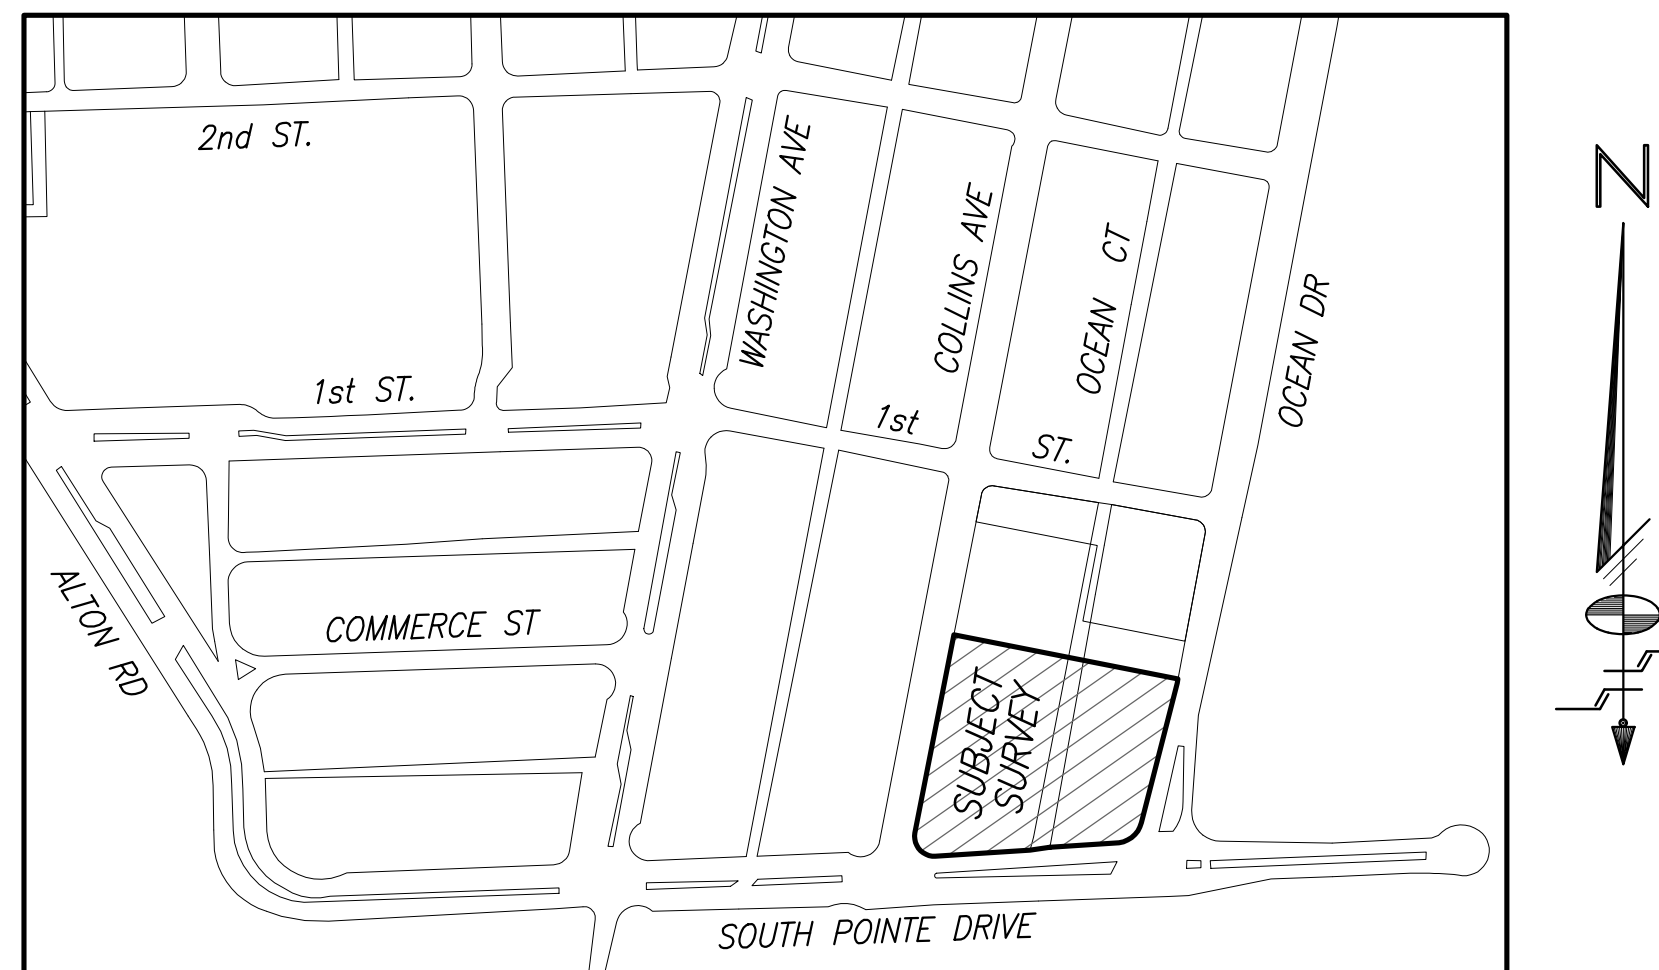 2nd ST.
WASHINGTON AVE
COLLINS AVE
OCEAN CT
OCEAN DR
N
1st ST.
1st ST.
ALTON RD
COMMERCE ST
SUBJECT
SURVEY
SOUTH POINTE DRIVE